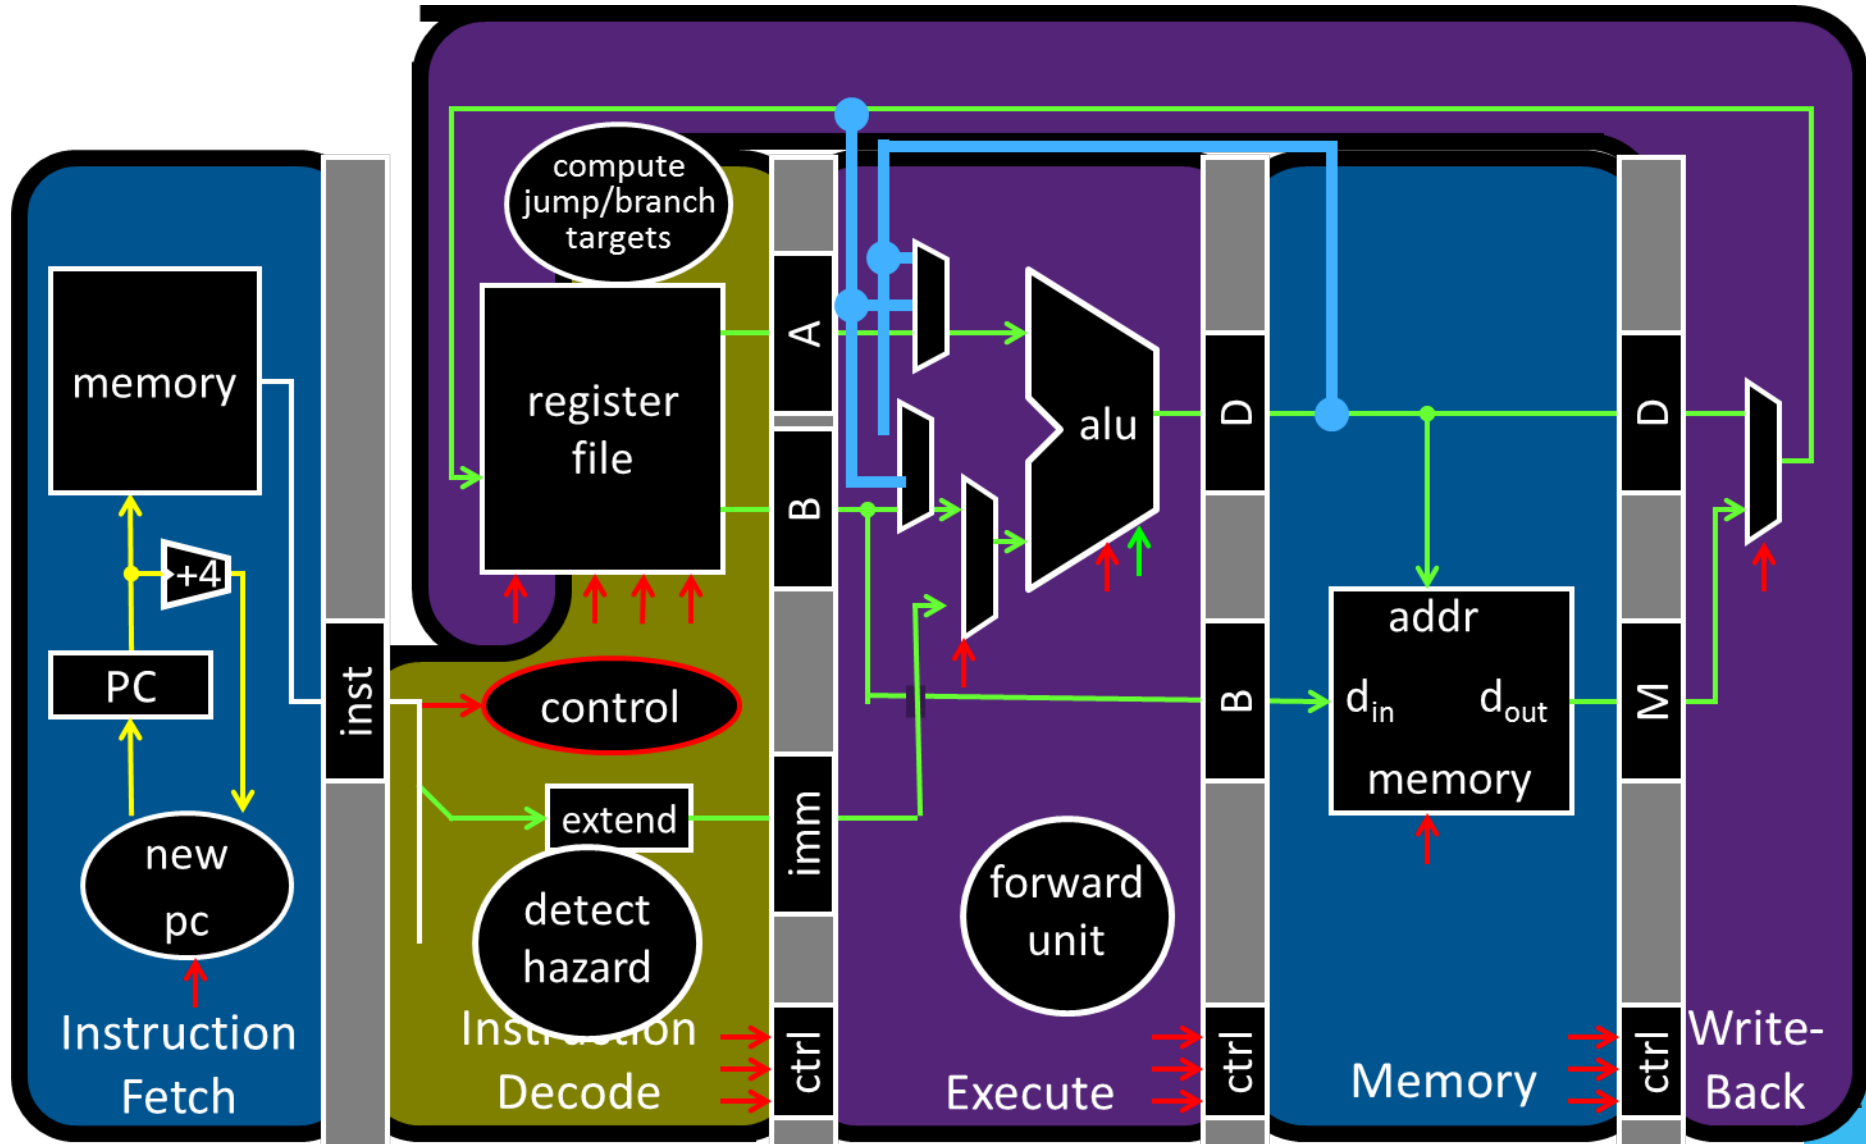 compute
jump/branch
targets
memory
+4
PC
new
pc
Instruction
Fetch
inst
register
file
control
extend
detect
hazard
Instruction
Decode
A
B
imm
ctrl
alu
forward
unit
Execute
D
B
ctrl
addr
din
dout
memory
Memory
D
M
ctrl
Write-
Back